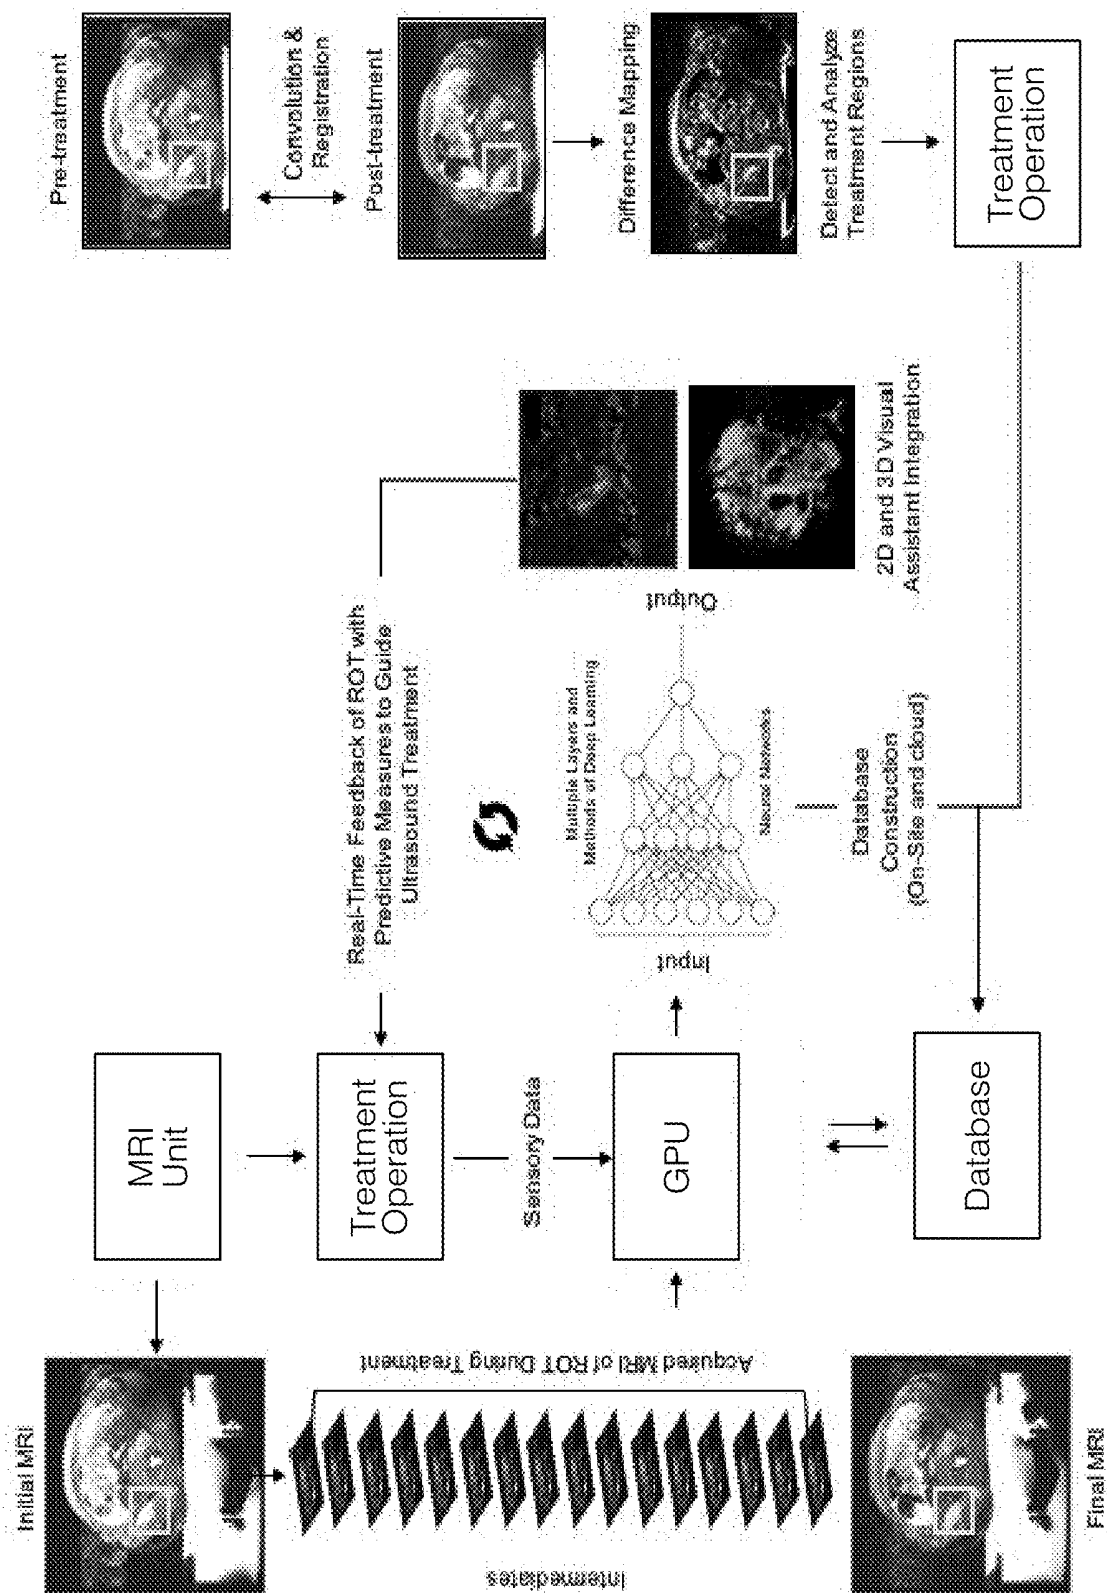 Initial MRI
Intermediates
Acquired MRI of ROT During Treatment
Final MRI
MRI
Unit
Treatment
Operation
Sensory Data
GPU
Database
Real-Time Feedback of ROT with
Predictive Measures to Guide
Ultrasound Treatment
Input
Multiple Layers and
Methods of Deep Learning
Neural Networks
Output
Database
Construction
(On-Site and cloud)
2D and 3D Visual
Assistant Integration
Pre-treatment
Convolution &
Registration
Post-treatment
Difference Mapping
Detect and Analyze
Treatment Regions
Treatment
Operation